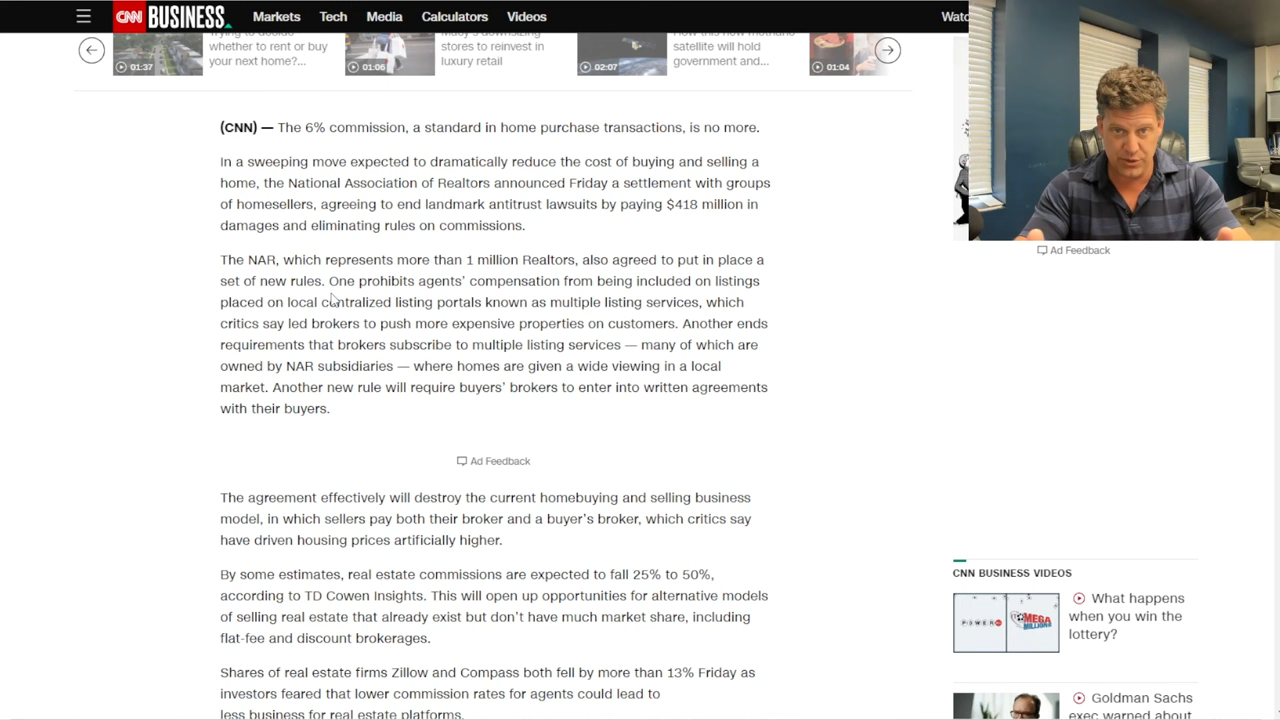 CNN BUSINESS
Markets
Tech
Media
Calculators
Videos
Watc
whether to rent or buy
your next home?...
01:37
stores to reinvest in
luxury retail
01:06
satellite will hold
government and...
02:07
01:04
(CNN) — The 6% commission, a standard in home purchase transactions, is no more.
In a sweeping move expected to dramatically reduce the cost of buying and selling a
home, the National Association of Realtors announced Friday a settlement with groups
of homesellers, agreeing to end landmark antitrust lawsuits by paying $418 million in
damages and eliminating rules on commissions.
The NAR, which represents more than 1 million Realtors, also agreed to put in place a
set of new rules. One prohibits agents’ compensation from being included on listings
placed on local centralized listing portals known as multiple listing services, which
critics say led brokers to push more expensive properties on customers. Another ends
requirements that brokers subscribe to multiple listing services — many of which are
owned by NAR subsidiaries — where homes are given a wide viewing in a local
market. Another new rule will require buyers’ brokers to enter into written agreements
with their buyers.
Ad Feedback
The agreement effectively will destroy the current homebuying and selling business
model, in which sellers pay both their broker and a buyer’s broker, which critics say
have driven housing prices artificially higher.
By some estimates, real estate commissions are expected to fall 25% to 50%,
according to TD Cowen Insights. This will open up opportunities for alternative models
of selling real estate that already exist but don’t have much market share, including
flat-fee and discount brokerages.
Shares of real estate firms Zillow and Compass both fell by more than 13% Friday as
investors feared that lower commission rates for agents could lead to
less business for real estate platforms.
Ad Feedback
CNN BUSINESS VIDEOS
What happens
when you win the
lottery?
POWER
MEGA
MILLIONS
Goldman Sachs
exec warned about